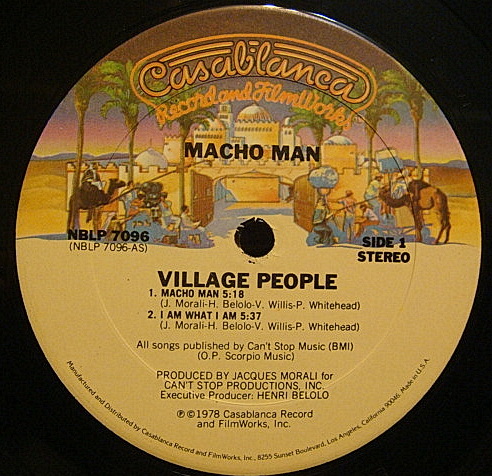 Casablanca
Record and FilmWorks
MACHO MAN
NBLP 7096
(NBLP 7096-AS)
SIDE 1
STEREO
VILLAGE PEOPLE
1. MACHO MAN 5:18
(J. Morali-H. Belolo-V. Willis-P. Whitehead)
2. I AM WHAT I AM 5:37
(J. Morali-H. Belolo-V. Willis-P. Whitehead)
All songs published by Can't Stop Music (BMI)
(O.P. Scorpio Music)
PRODUCED BY JACQUES MORALI for
CAN'T STOP PRODUCTIONS, INC.
Executive Producer: HENRI BELOLO
℗©1978 Casablanca Record
and FilmWorks, Inc.
Manufactured and Distributed by Casablanca Record and FilmWorks, Inc., 8255 Sunset Boulevard, Los Angeles, California 90046. Made in U.S.A.